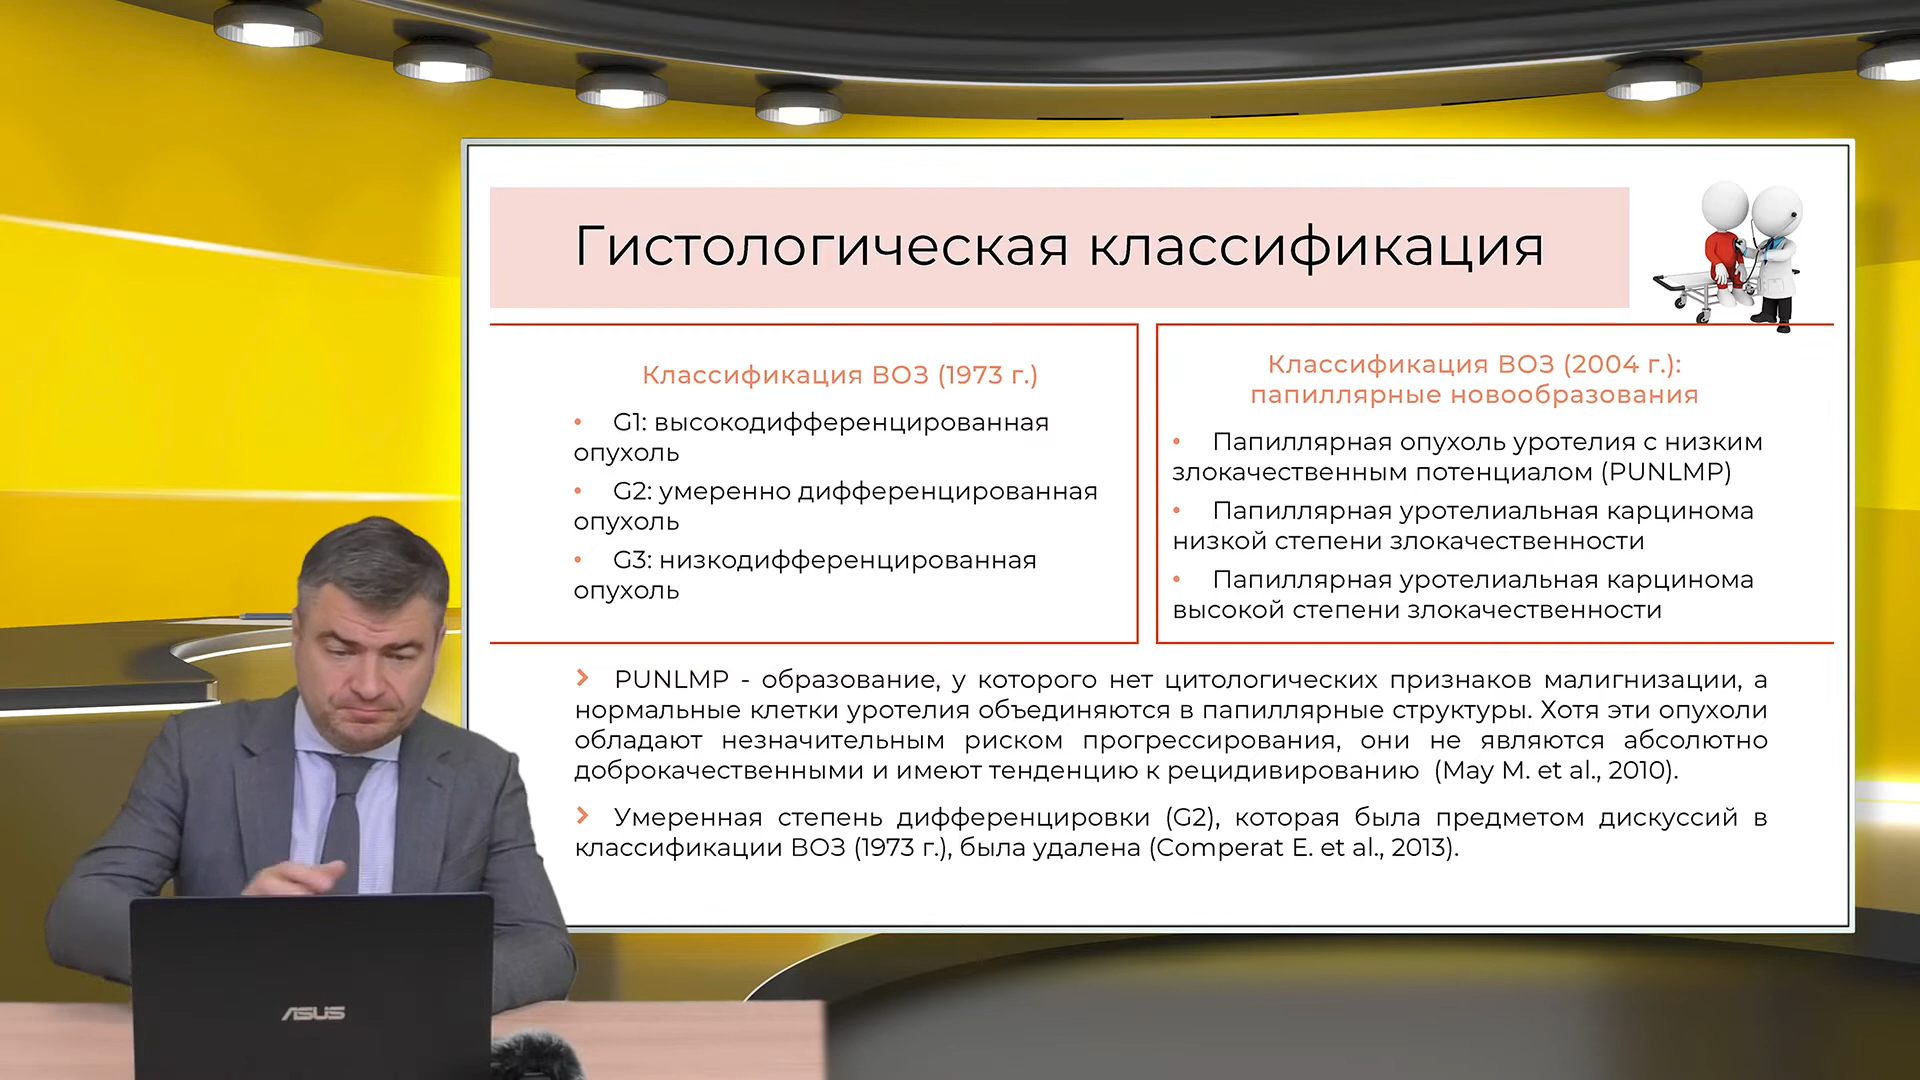 Гистологическая классификация
Классификация ВОЗ (1973 г.)
• G1: высокодифференцированная
опухоль
• G2: умеренно дифференцированная
опухоль
• G3: низкодифференцированная
опухоль
Классификация ВОЗ (2004 г.):
папиллярные новообразования
• Папиллярная опухоль уротелия с низким
злокачественным потенциалом (PUNLMP)
• Папиллярная уротелиальная карцинома
низкой степени злокачественности
• Папиллярная уротелиальная карцинома
высокой степени злокачественности
PUNLMP - образование, у которого нет цитологических признаков малигнизации, а
нормальные клетки уротелия объединяются в папиллярные структуры. Хотя эти опухоли
обладают незначительным риском прогрессирования, они не являются абсолютно
доброкачественными и имеют тенденцию к рецидивированию (May M. et al., 2010).
Умеренная степень дифференцировки (G2), которая была предметом дискуссий в
классификации ВОЗ (1973 г.), была удалена (Comperat E. et al., 2013).
ASUS